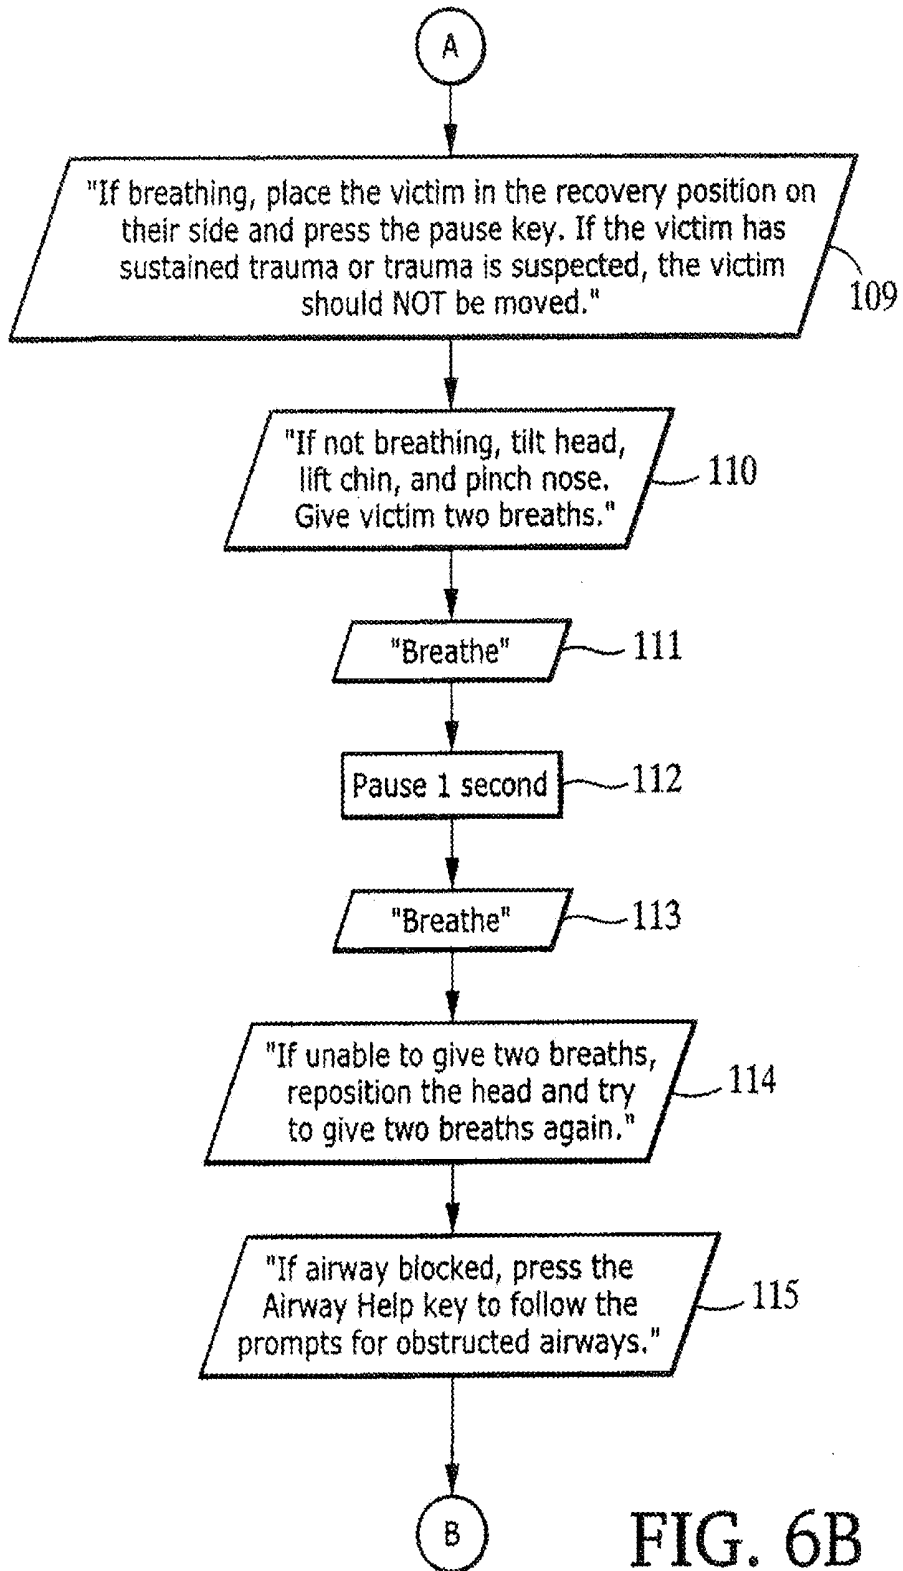 A
"If breathing, place the victim in the recovery position on
their side and press the pause key. If the victim has
sustained trauma or trauma is suspected, the victim
should NOT be moved."
109
"If not breathing, tilt head,
lift chin, and pinch nose.
Give victim two breaths."
110
"Breathe"
111
Pause 1 second
112
"Breathe"
113
"If unable to give two breaths,
reposition the head and try
to give two breaths again."
114
"If airway blocked, press the
Airway Help key to follow the
prompts for obstructed airways."
115
B
FIG. 6B